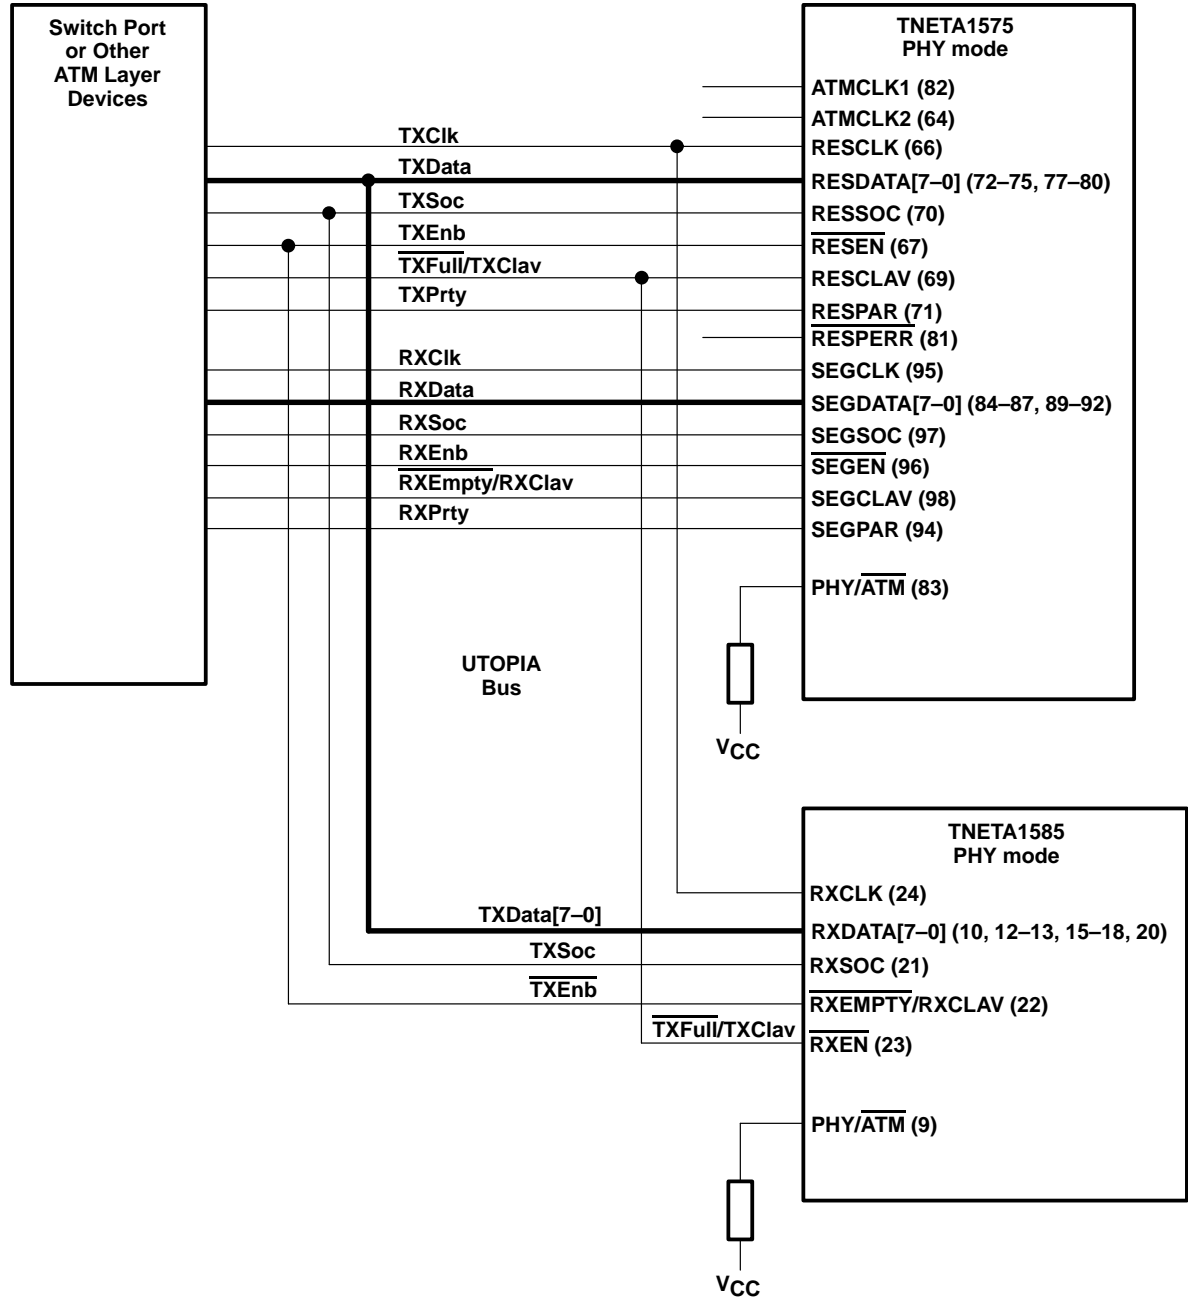 Switch Port
or Other
ATM Layer
Devices
TNETA1575
PHY mode
ATMCLK1 (82)
ATMCLK2 (64)
TXClk
RESCLK (66)
TXData
RESDATA[7–0] (72–75, 77–80)
TXSoc
RESSOC (70)
TXEnb
RESEN (67)
TXFull/TXClav
RESCLAV (69)
TXPrty
RESPAR (71)
RESPERR (81)
RXClk
SEGCLK (95)
RXData
SEGDATA[7–0] (84–87, 89–92)
RXSoc
SEGSOC (97)
RXEnb
SEGEN (96)
RXEmpty/RXClav
SEGCLAV (98)
RXPrty
SEGPAR (94)
PHY/ATM (83)
UTOPIA
Bus
VCC
TNETA1585
PHY mode
RXCLK (24)
TXData[7–0]
RXDATA[7–0] (10, 12–13, 15–18, 20)
TXSoc
RXSOC (21)
TXEnb
RXEMPTY/RXCLAV (22)
TXFull/TXClav
RXEN (23)
PHY/ATM (9)
VCC